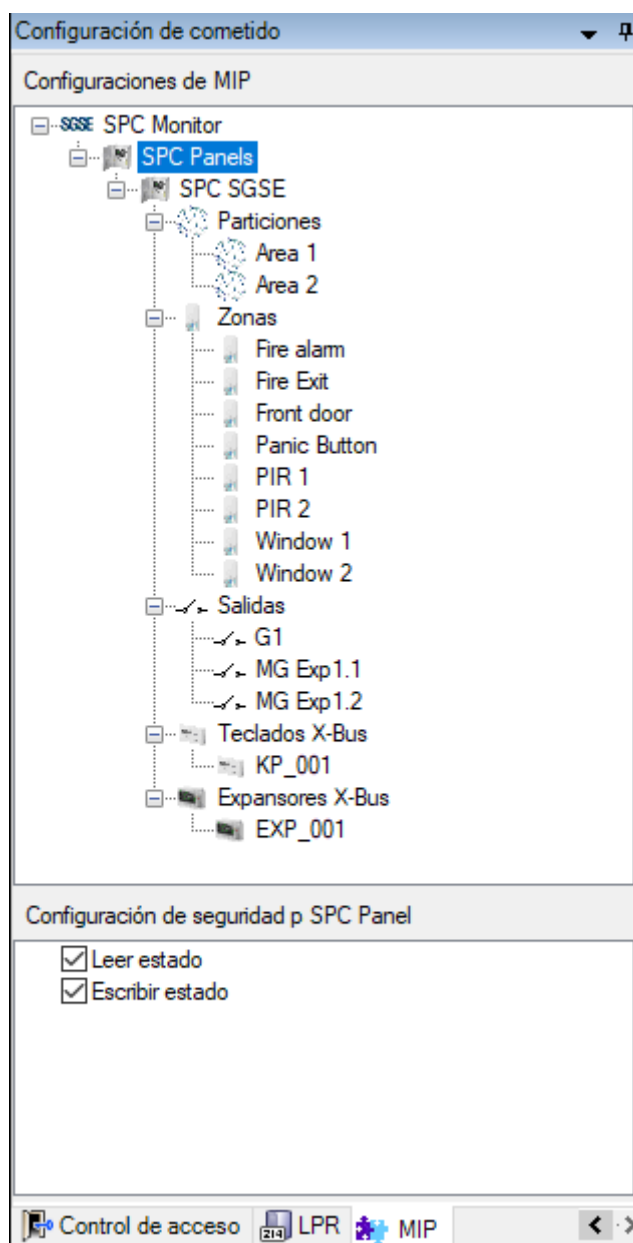 Configuración de cometido
Configuraciones de MIP
SGSE SPC Monitor
SPC Panels
SPC SGSE
Particiones
Area 1
Area 2
Zonas
Fire alarm
Fire Exit
Front door
Panic Button
PIR 1
PIR 2
Window 1
Window 2
Salidas
G1
MG Exp1.1
MG Exp1.2
Teclados X-Bus
KP_001
Expansores X-Bus
EXP_001
Configuración de seguridad p SPC Panel
Leer estado
Escribir estado
Control de acceso 214 LPR MIP